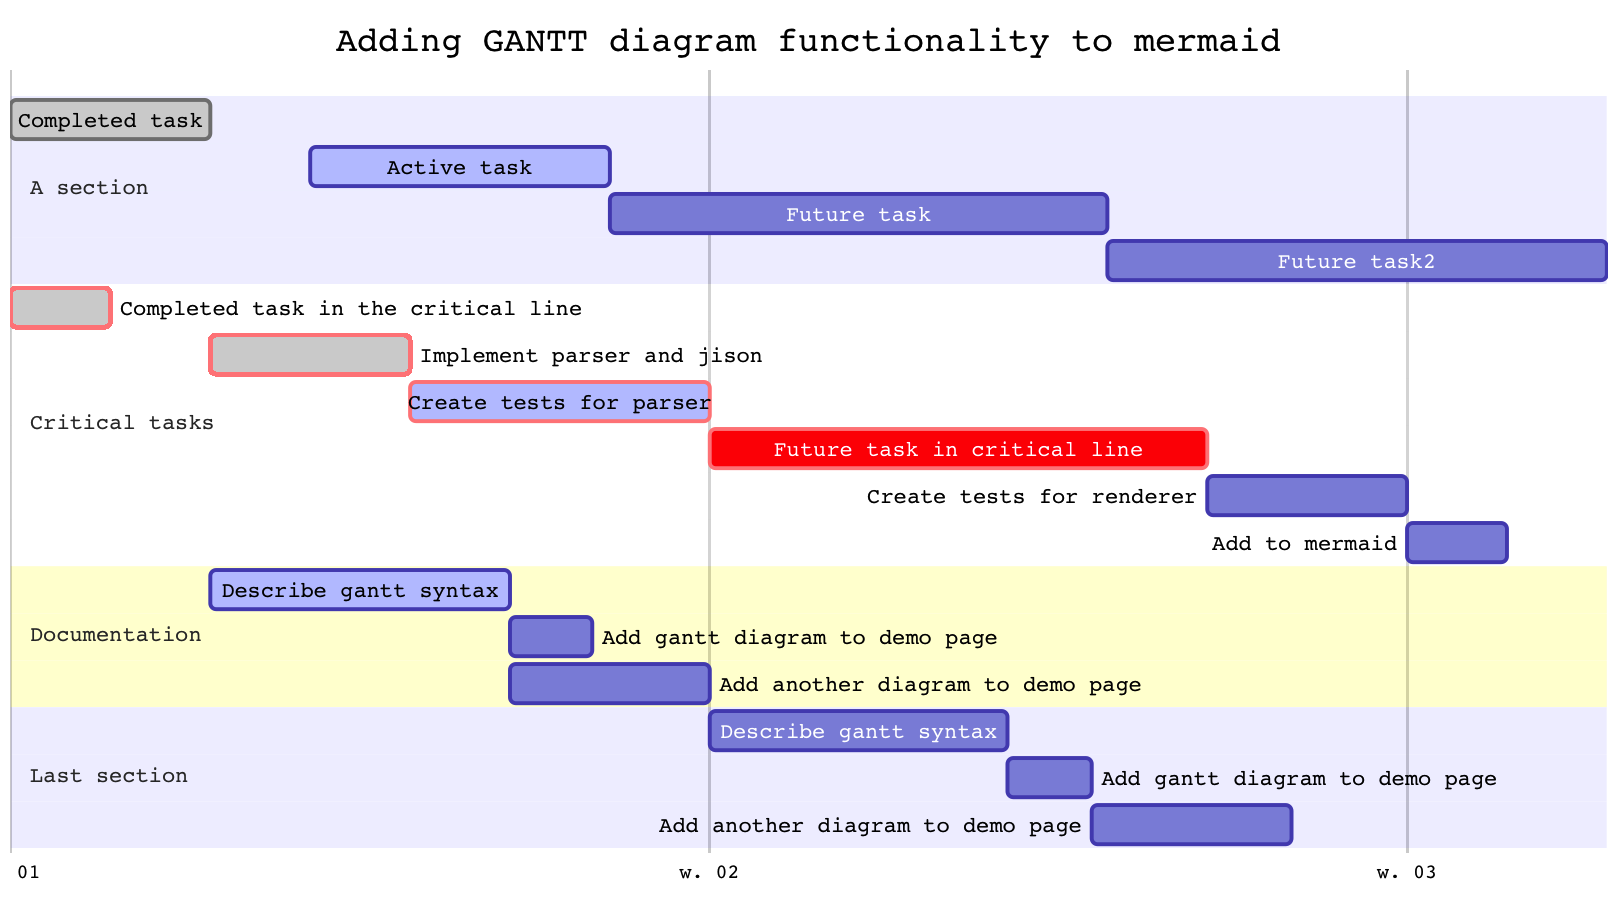 Adding GANTT diagram functionality to mermaid
Completed task
Active task
A section
Future task
Future task2
Completed task in the critical line
Implement parser and jison
Create tests for parser
Critical tasks
Future task in critical line
Create tests for renderer
Add to mermaid
Describe gantt syntax
Documentation
Add gantt diagram to demo page
Add another diagram to demo page
Describe gantt syntax
Last section
Add gantt diagram to demo page
Add another diagram to demo page
01 w. 02 w. 03